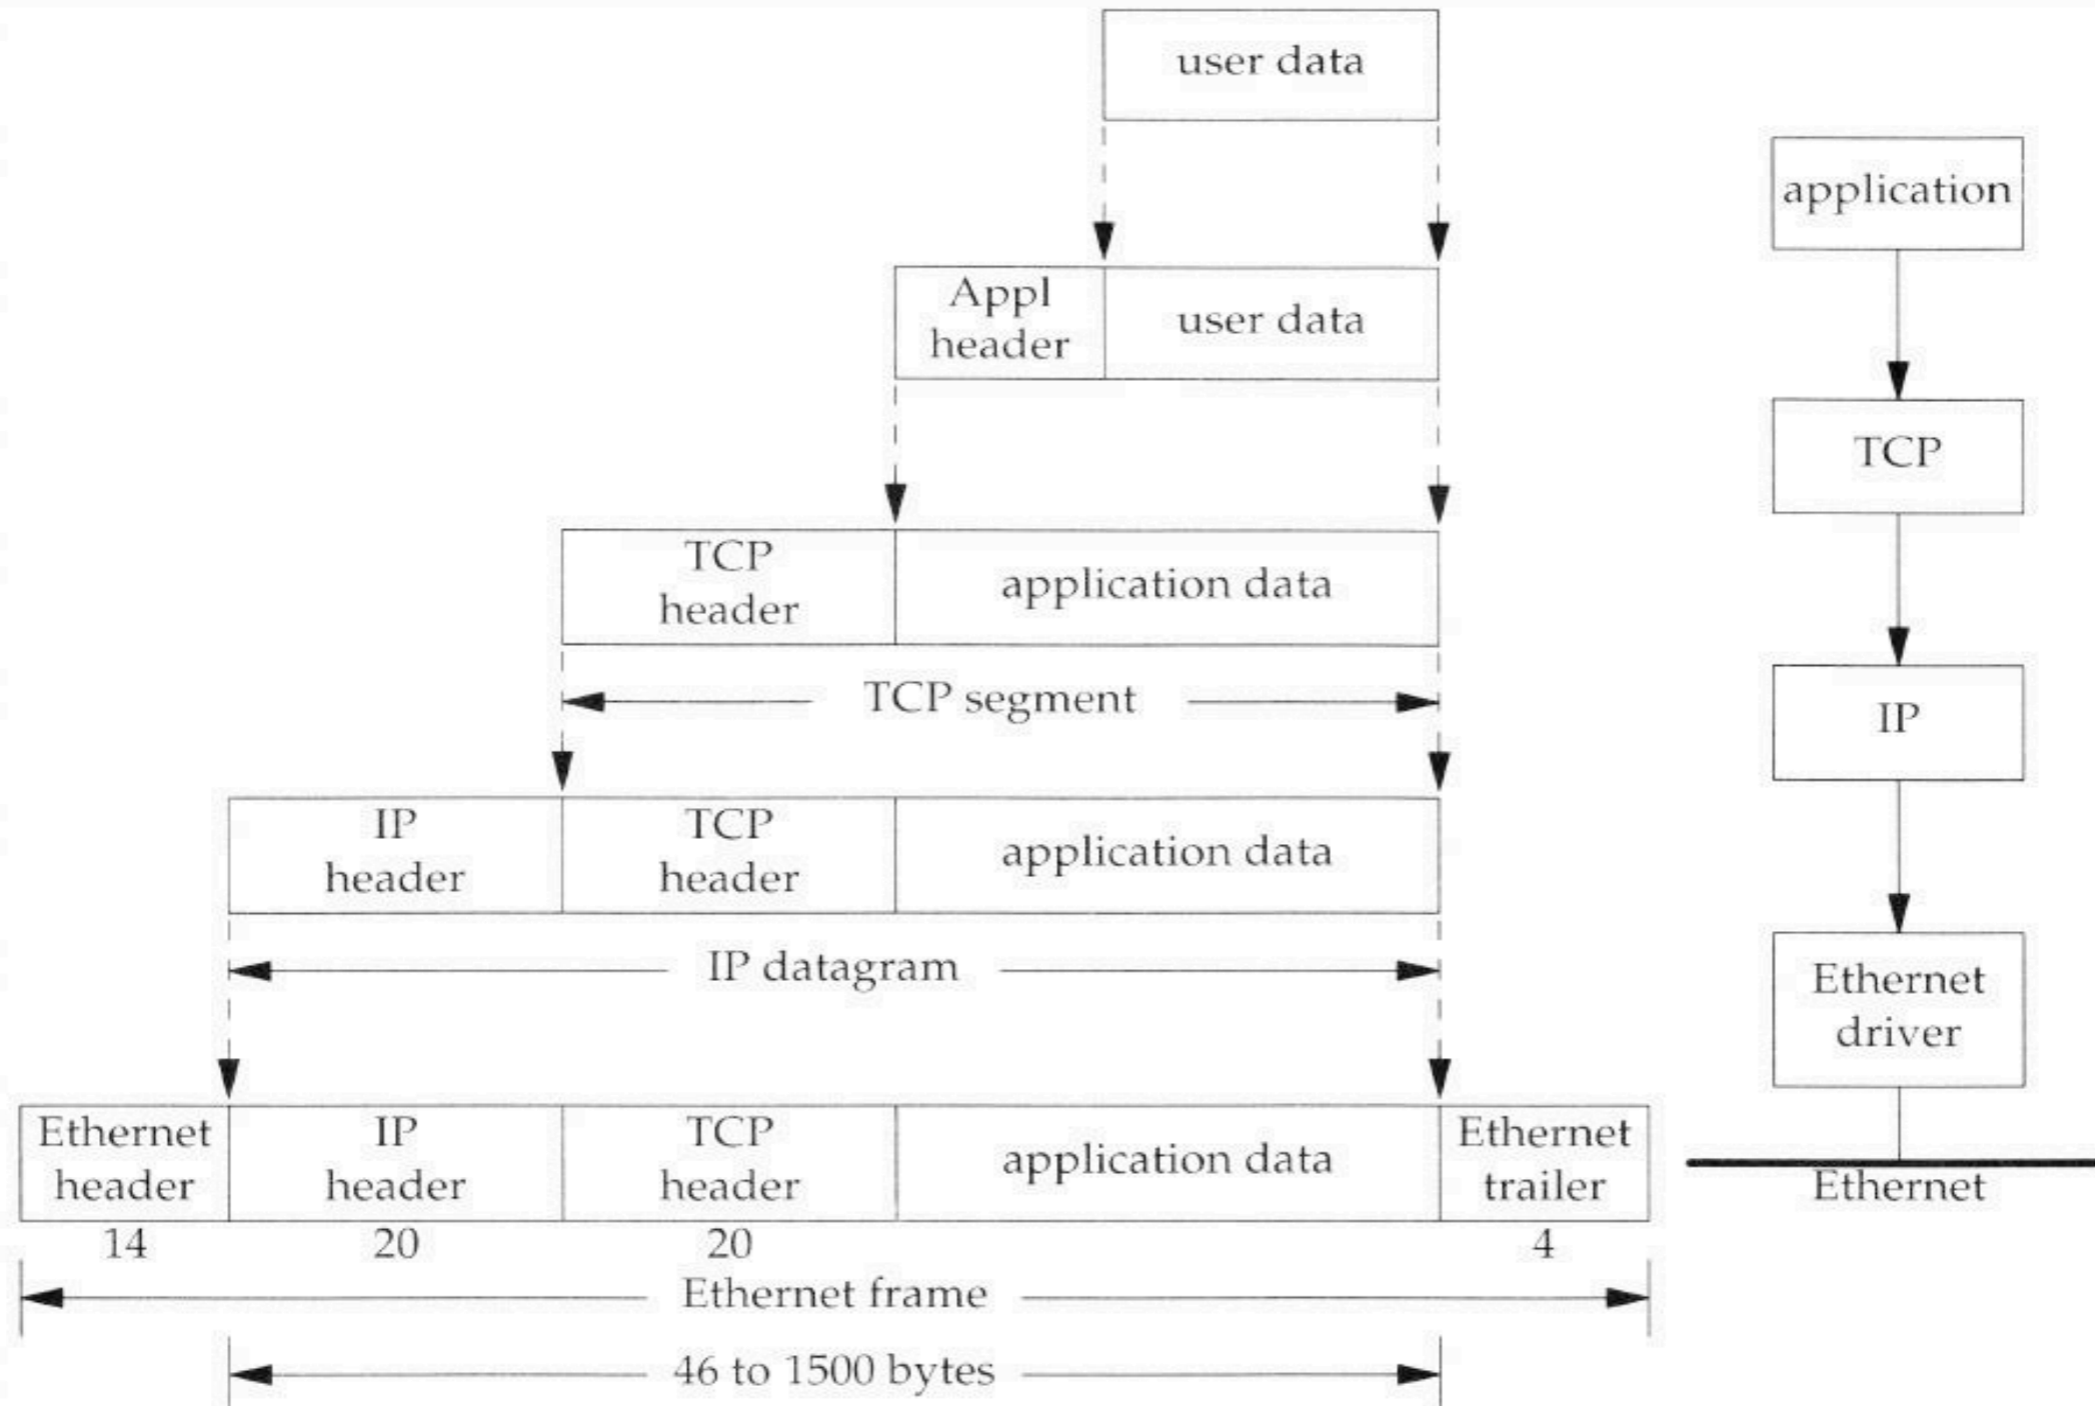 user data
application
Appl
header
user data
TCP
TCP
header
application data
TCP segment
IP
IP
header
TCP
header
application data
IP datagram
Ethernet
driver
Ethernet
header
IP
header
TCP
header
application data
Ethernet
trailer
Ethernet
14
20
20
4
Ethernet frame
46 to 1500 bytes